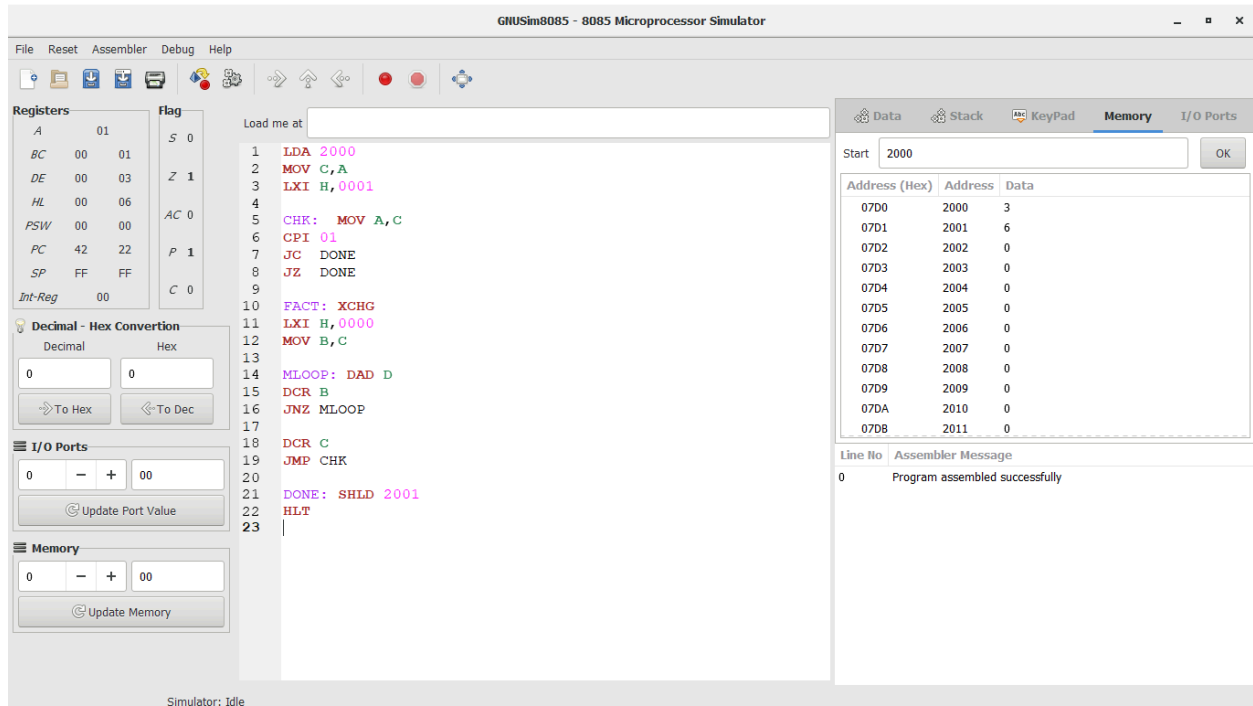 GNUSim8085 - 8085 Microprocessor Simulator
File Reset Assembler Debug Help
Registers
A 01
BC 00 01
DE 00 03
HL 00 06
PSW 00 00
PC 42 22
SP FF FF
Int-Reg 00
Flag
S 0
Z 1
AC 0
P 1
C 0
Decimal - Hex Convertion
Decimal Hex
0 0
To Hex To Dec
I/O Ports
0 − + 00
Update Port Value
Memory
0 − + 00
Update Memory
Load me at
1 LDA 2000
2 MOV C,A
3 LXI H,0001
4
5 CHK: MOV A,C
6 CPI 01
7 JC DONE
8 JZ DONE
9
10 FACT: XCHG
11 LXI H,0000
12 MOV B,C
13
14 MLOOP: DAD D
15 DCR B
16 JNZ MLOOP
17
18 DCR C
19 JMP CHK
20
21 DONE: SHLD 2001
22 HLT
23
Data Stack Abc KeyPad Memory I/O Ports
Start 2000 OK
Address (Hex) Address Data
07D0 2000 3
07D1 2001 6
07D2 2002 0
07D3 2003 0
07D4 2004 0
07D5 2005 0
07D6 2006 0
07D7 2007 0
07D8 2008 0
07D9 2009 0
07DA 2010 0
07DB 2011 0
Line No Assembler Message
0 Program assembled successfully
Simulator: Idle